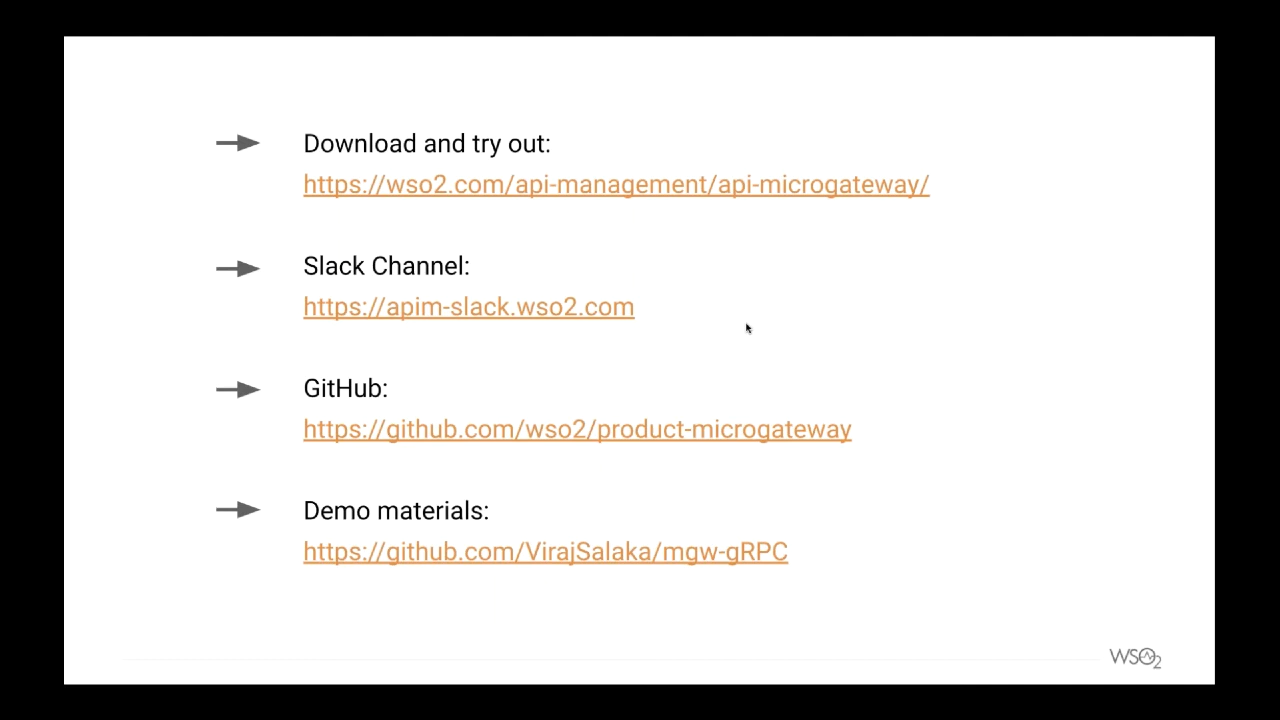 Download and try out:
https://wso2.com/api-management/api-microgateway/
Slack Channel:
https://apim-slack.wso2.com
GitHub:
https://github.com/wso2/product-microgateway
Demo materials:
https://github.com/VirajSalaka/mgw-gRPC
WSO2